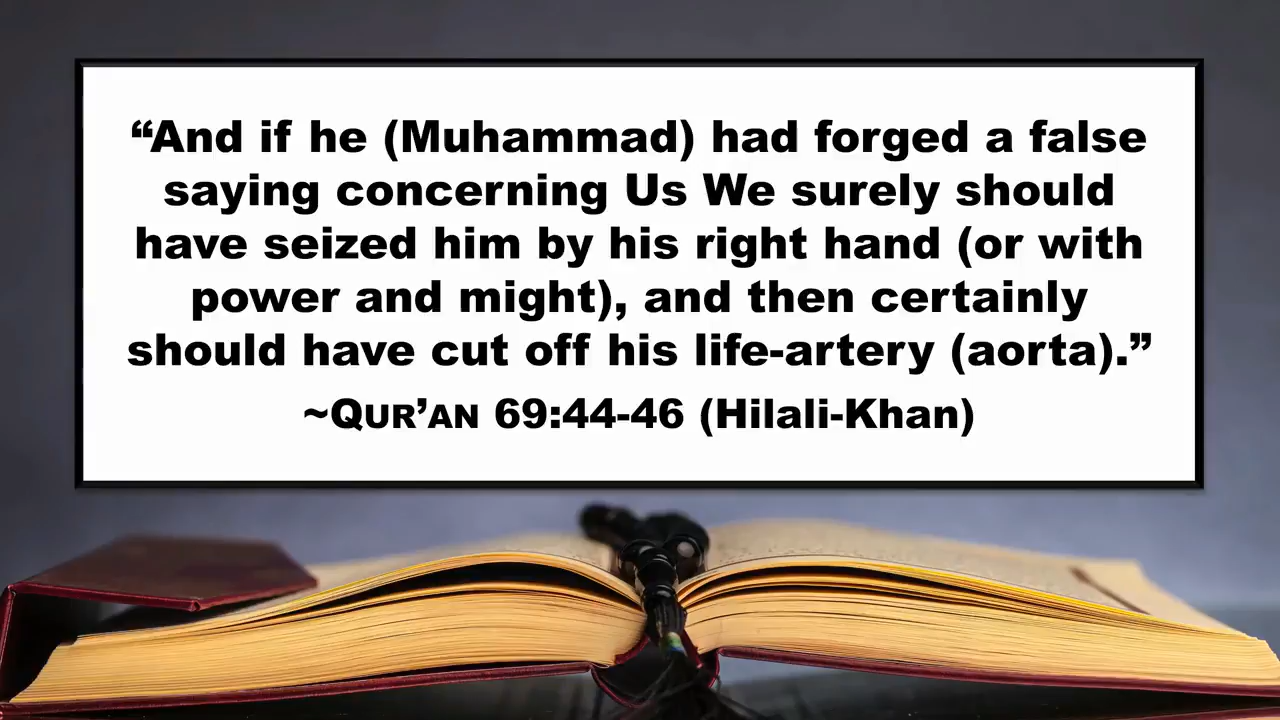 “And if he (Muhammad) had forged a false
saying concerning Us We surely should
have seized him by his right hand (or with
power and might), and then certainly
should have cut off his life-artery (aorta).”
~QUR’AN 69:44-46 (Hilali-Khan)